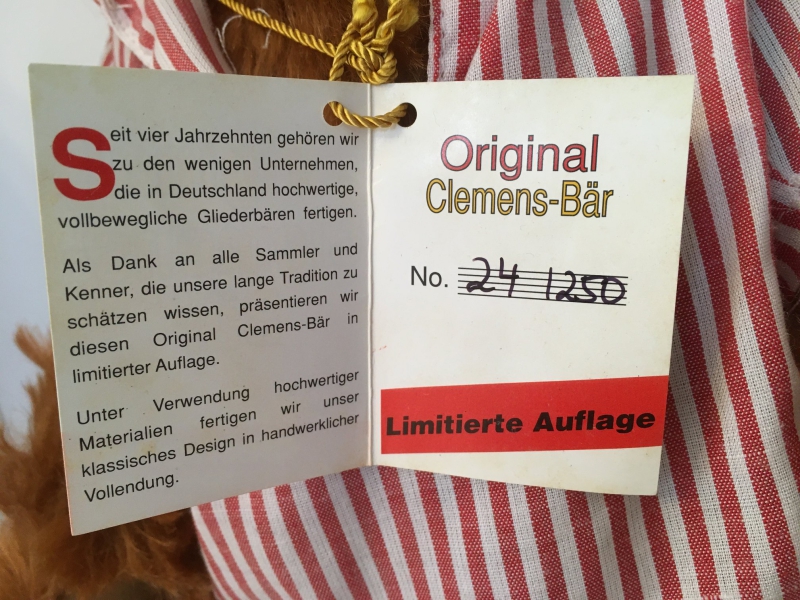 Seit vier Jahrzehnten gehören wir
zu den wenigen Unternehmen,
die in Deutschland hochwertige,
vollbewegliche Gliederbären fertigen.
Als Dank an alle Sammler und
Kenner, die unsere lange Tradition zu
schätzen wissen, präsentieren wir
diesen Original Clemens-Bär in
limitierter Auflage.
Unter Verwendung hochwertiger
Materialien fertigen wir unser
klassisches Design in handwerklicher
Vollendung.
Original
Clemens-Bär
No. 24 1250
Limitierte Auflage